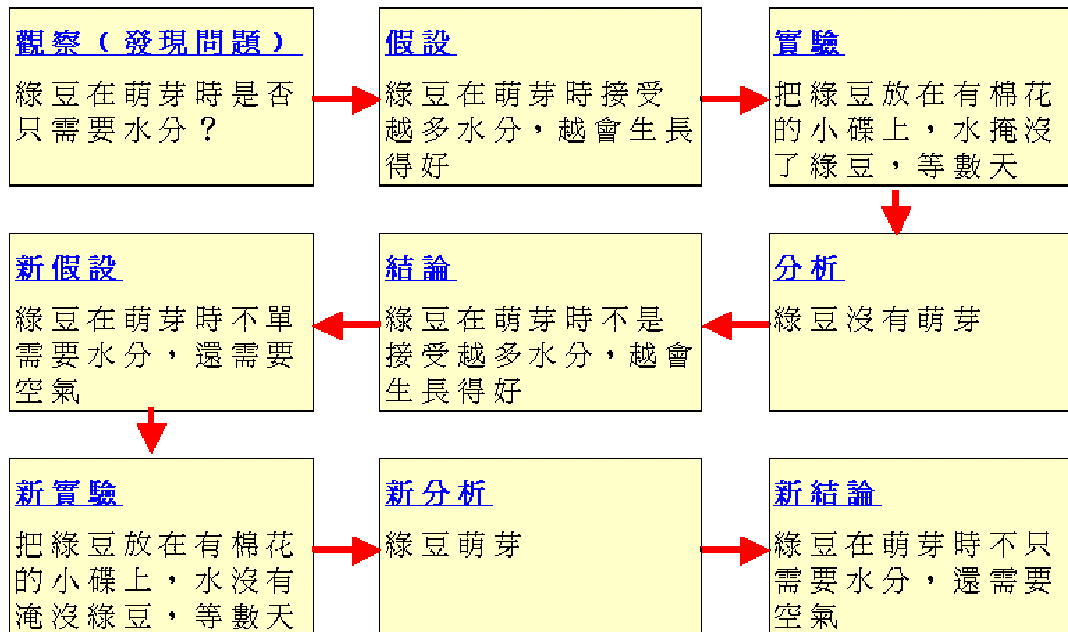 觀察(發現問題)
綠豆在萌芽時是否
只需要水分?
假設
綠豆在萌芽時接受
越多水分,越會生長
得好
實驗
把綠豆放在有棉花
的小碟上,水掩沒
了綠豆,等數天
分析
綠豆沒有萌芽
結論
綠豆在萌芽時不是
接受越多水分,越會
生長得好
新假設
綠豆在萌芽時不單
需要水分,還需要
空氣
新實驗
把綠豆放在有棉花
的小碟上,水沒有
淹沒綠豆,等數天
新分析
綠豆萌芽
新結論
綠豆在萌芽時不只
需要水分,還需要
空氣